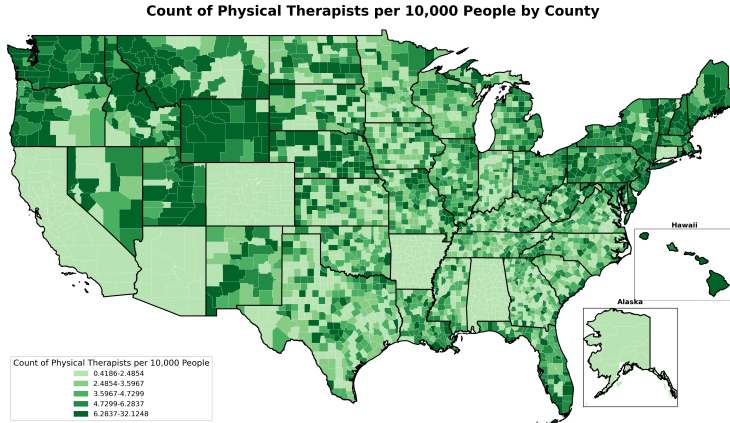 Count of Physical Therapists per 10,000 People by County
Hawaii
Alaska
Count of Physical Therapists per 10,000 People
0.4186-2.4854
2.4854-3.5967
3.5967-4.7299
4.7299-6.2837
6.2837-32.1248